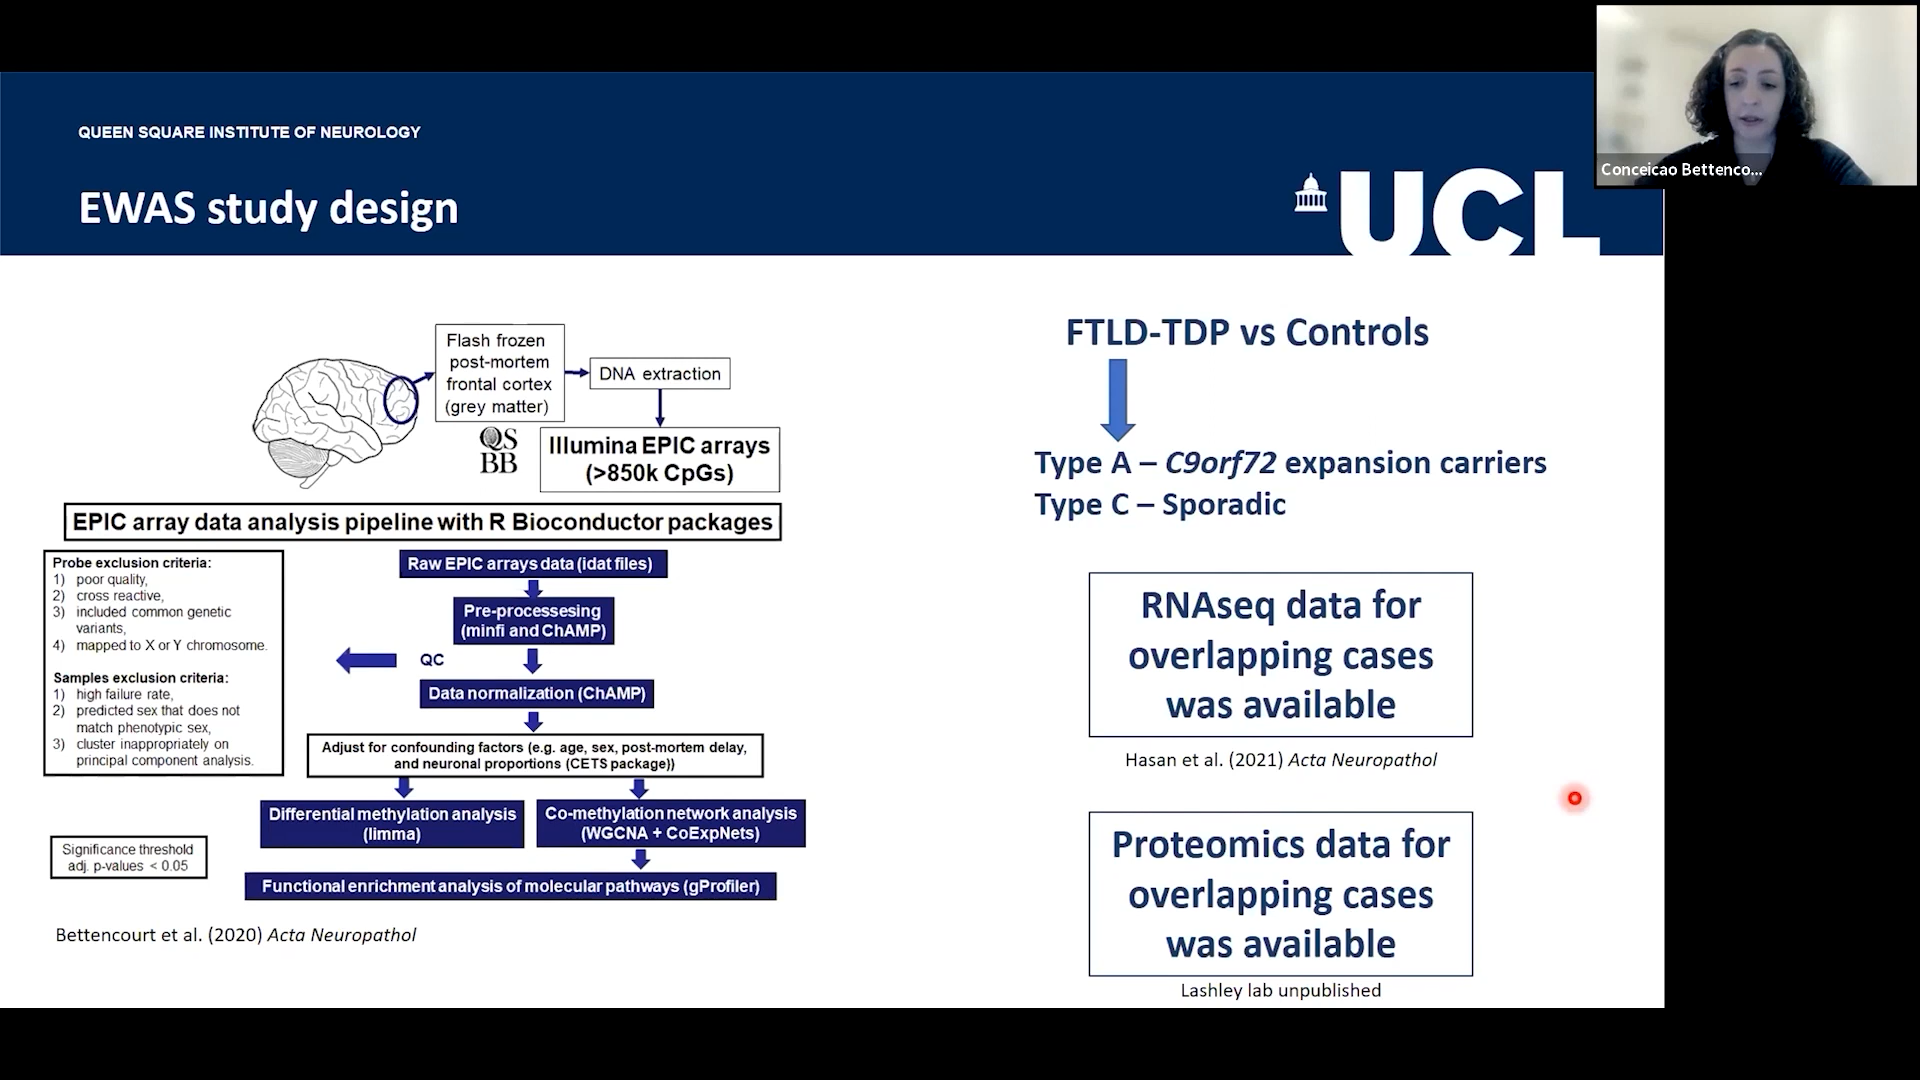 QUEEN SQUARE INSTITUTE OF NEUROLOGY
EWAS study design
UCL
Conceicao Bettenco...
Flash frozen
post-mortem
frontal cortex
(grey matter)
DNA extraction
QS
BB
Illumina EPIC arrays
(>850k CpGs)
EPIC array data analysis pipeline with R Bioconductor packages
Probe exclusion criteria:
1) poor quality,
2) cross reactive,
3) included common genetic
variants,
4) mapped to X or Y chromosome.
Samples exclusion criteria:
1) high failure rate,
2) predicted sex that does not
match phenotypic sex,
3) cluster inappropriately on
principal component analysis.
Raw EPIC arrays data (idat files)
Pre-processesing
(minfi and ChAMP)
QC
Data normalization (ChAMP)
Adjust for confounding factors (e.g. age, sex, post-mortem delay,
and neuronal proportions (CETS package))
Differential methylation analysis
(limma)
Co-methylation network analysis
(WGCNA + CoExpNets)
Significance threshold
adj. p-values < 0.05
Functional enrichment analysis of molecular pathways (gProfiler)
Bettencourt et al. (2020) Acta Neuropathol
FTLD-TDP vs Controls
Type A – C9orf72 expansion carriers
Type C – Sporadic
RNAseq data for
overlapping cases
was available
Hasan et al. (2021) Acta Neuropathol
Proteomics data for
overlapping cases
was available
Lashley lab unpublished